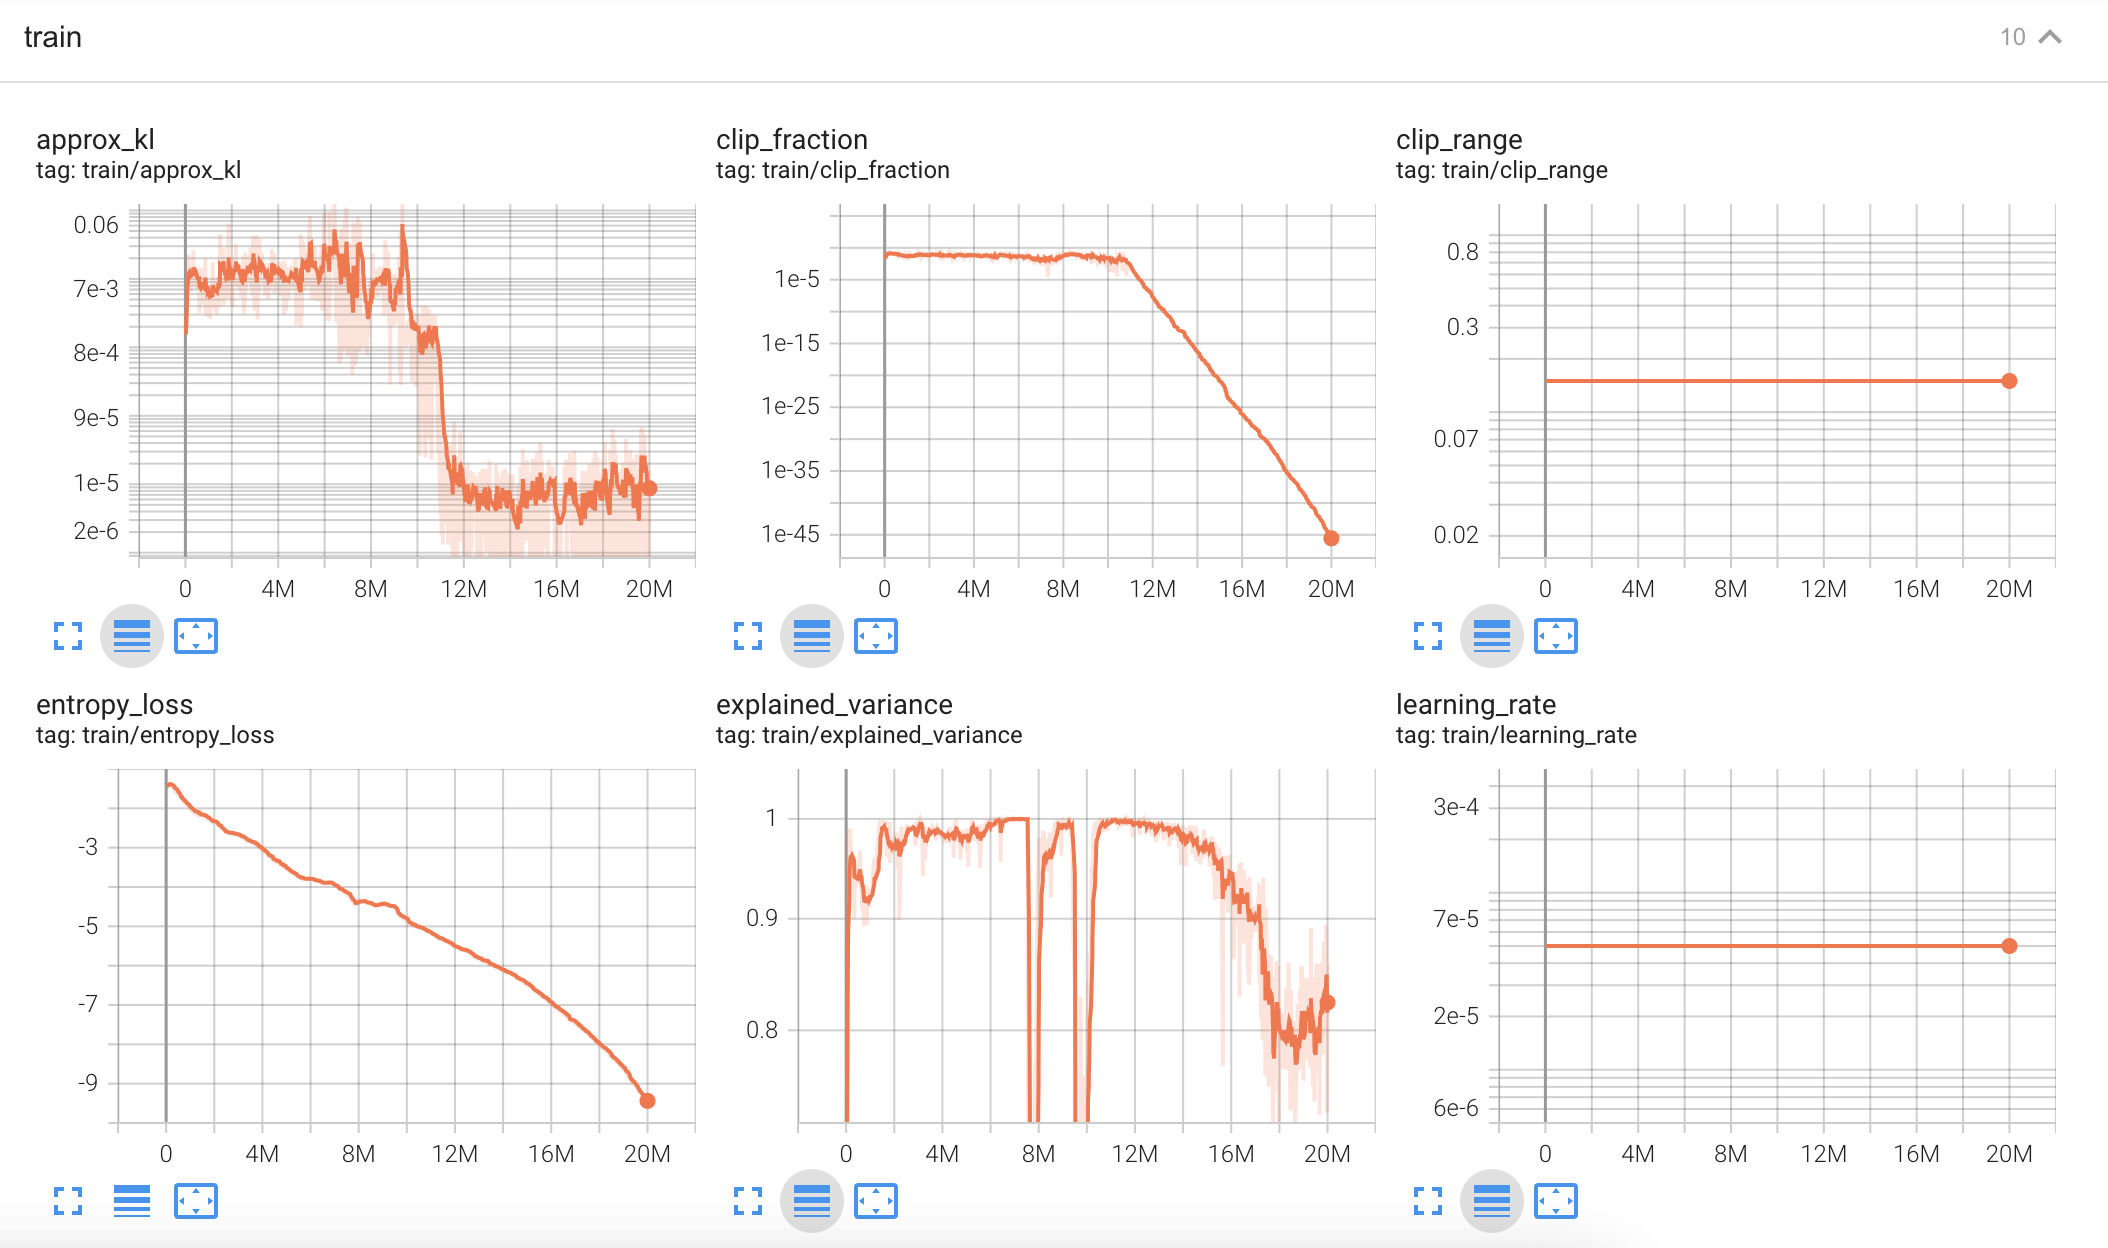 train
10
approx_kl
tag: train/approx_kl
0.06
7e-3
8e-4
9e-5
1e-5
2e-6
0 4M 8M 12M 16M 20M
clip_fraction
tag: train/clip_fraction
1e-5
1e-15
1e-25
1e-35
1e-45
0 4M 8M 12M 16M 20M
clip_range
tag: train/clip_range
0.8
0.3
0.07
0.02
0 4M 8M 12M 16M 20M
entropy_loss
tag: train/entropy_loss
-3
-5
-7
-9
0 4M 8M 12M 16M 20M
explained_variance
tag: train/explained_variance
1
0.9
0.8
0 4M 8M 12M 16M 20M
learning_rate
tag: train/learning_rate
3e-4
7e-5
2e-5
6e-6
0 4M 8M 12M 16M 20M